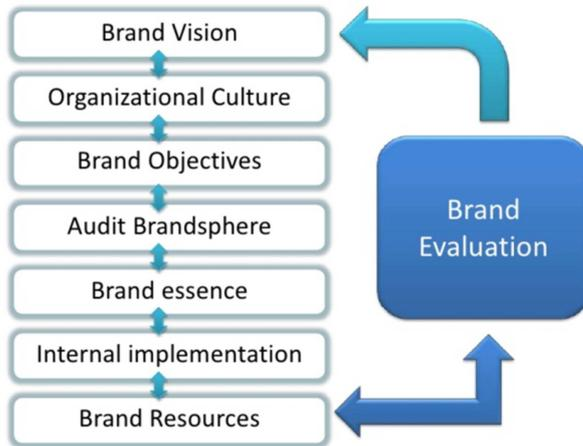 Brand Vision
Organizational Culture
Brand Objectives
Audit Brandsphere
Brand essence
Internal implementation
Brand Resources
Brand
Evaluation